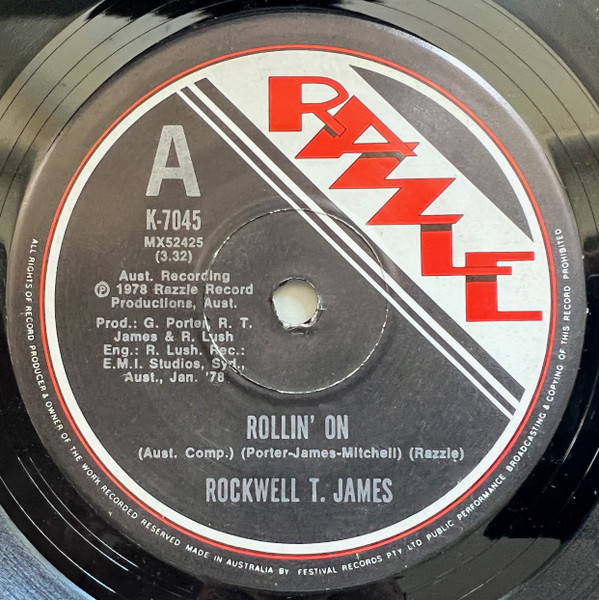 RAZZLE
A
K-7045
MX52425
(3.32)
Aust. Recording
Ⓟ 1978 Razzle Record
Productions, Aust.
Prod.: G. Porter, R. T.
James & R. Lush
Eng.: R. Lush, Rec.:
E.M.I. Studios, Syd.,
Aust., Jan. '78
ROLLIN' ON
(Aust. Comp.) (Porter-James-Mitchell) (Razzle)
ROCKWELL T. JAMES
ALL RIGHTS OF RECORD PRODUCER & OWNER OF THE WORK RECORDED RESERVED MADE IN AUSTRALIA BY FESTIVAL RECORDS PTY LTD PUBLIC PERFORMANCE BROADCASTING & COPYING OF THIS RECORD PROHIBITED